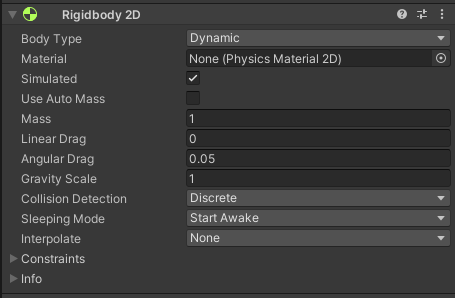 Rigidbody 2D
Body Type Dynamic
Material None (Physics Material 2D)
Simulated
Use Auto Mass
Mass 1
Linear Drag 0
Angular Drag 0.05
Gravity Scale 1
Collision Detection Discrete
Sleeping Mode Start Awake
Interpolate None
Constraints
Info